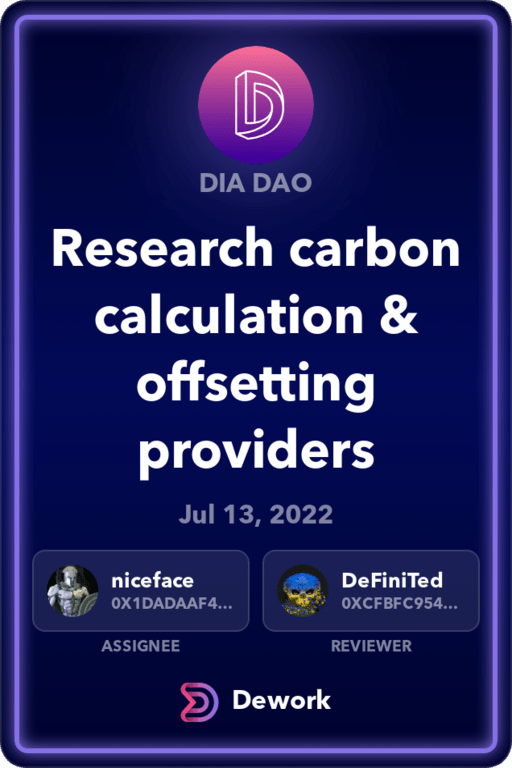 DIA DAO
Research carbon
calculation &
offsetting
providers
Jul 13, 2022
niceface
0X1DADAAF4...
ASSIGNEE
DeFiniTed
0XCFBFC954...
REVIEWER
Dework